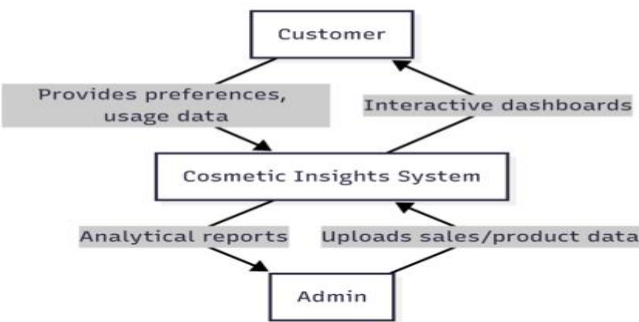 Customer
Provides preferences,
usage data
Interactive dashboards
Cosmetic Insights System
Analytical reports
Uploads sales/product data
Admin